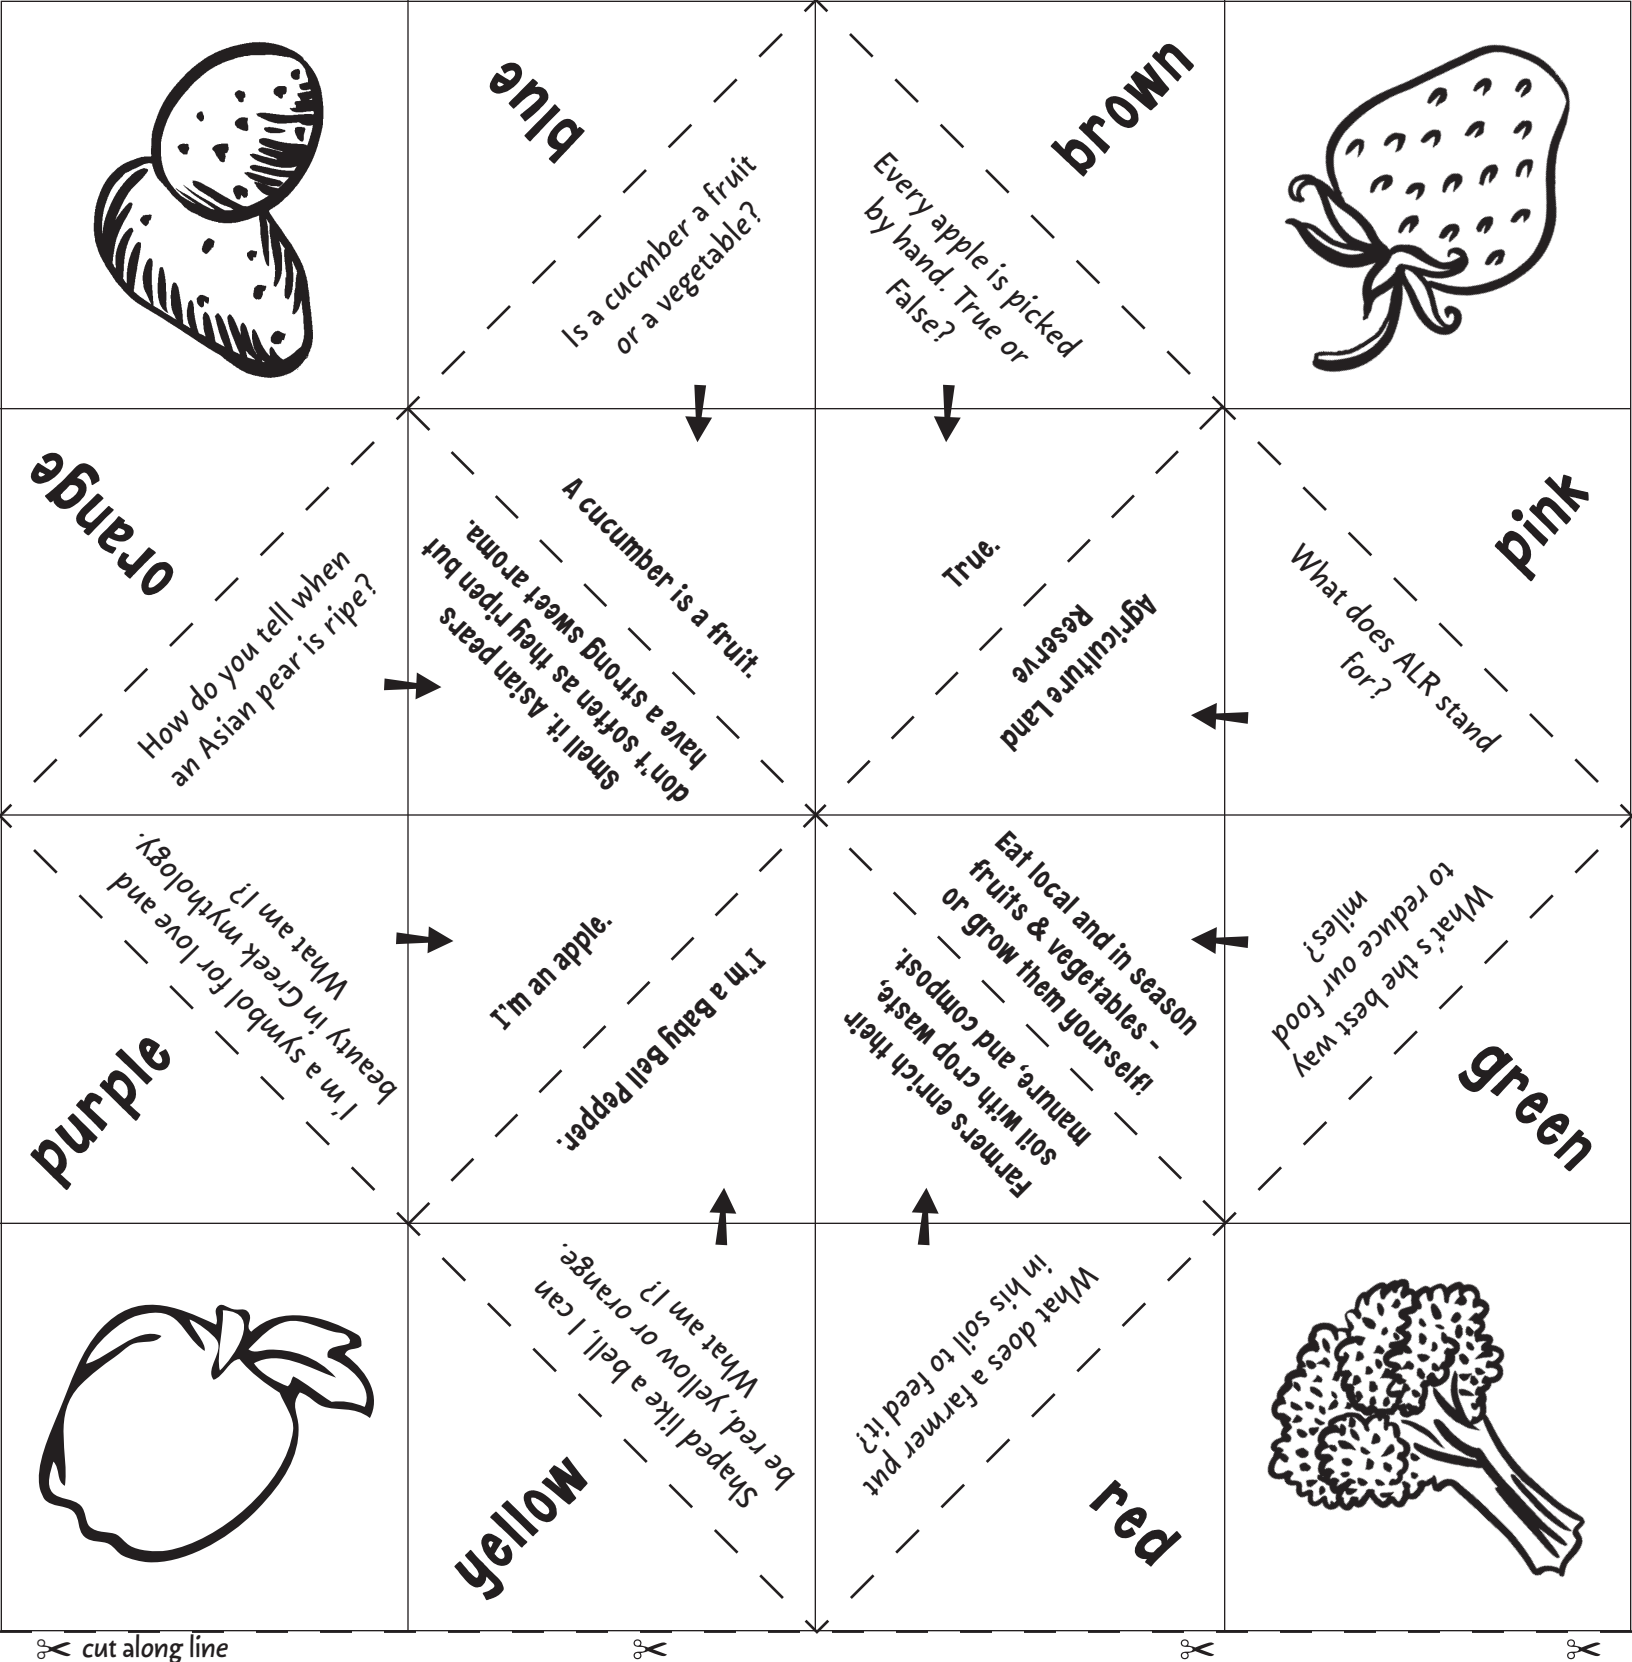 blue
Is a cucmber a fruit
or a vegetable?
brown
Every apple is picked
by hand. True or
False?
orange
How do you tell when
an Asian pear is ripe?
A cucumber is a fruit.
Smell it. Asian pears
don't soften as they ripen but
have a strong sweet aroma.
True.
Agriculture Land
Reserve
pink
What does ALR stand
for?
purple
I'm a symbol for love and
beauty in Greek mythology.
What am I?
I'm an apple.
I'm a Baby Bell Pepper.
Eat local and in season
fruits & vegetables -
or grow them yourself!
Farmers enrich their
soil with crop waste,
manure, and compost.
What's the best way
to reduce our food
miles?
green
yellow
Shaped like a bell, I can
be red, yellow or orange.
What am I?
What does a farmer put
in his soil to feed it?
red
cut along line